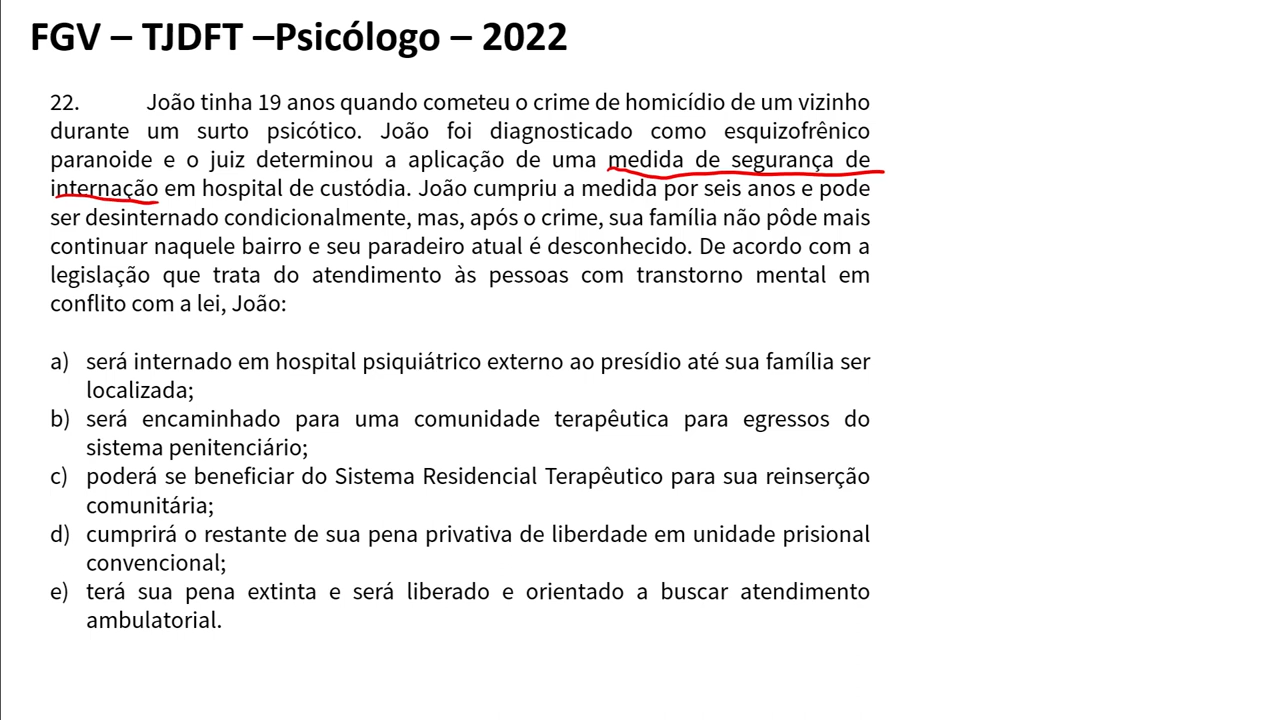 FGV – TJDFT –Psicólogo – 2022
22. João tinha 19 anos quando cometeu o crime de homicídio de um vizinho
durante um surto psicótico. João foi diagnosticado como esquizofrênico
paranoide e o juiz determinou a aplicação de uma medida de segurança de
internação em hospital de custódia. João cumpriu a medida por seis anos e pode
ser desinternado condicionalmente, mas, após o crime, sua família não pôde mais
continuar naquele bairro e seu paradeiro atual é desconhecido. De acordo com a
legislação que trata do atendimento às pessoas com transtorno mental em
conflito com a lei, João:
a) será internado em hospital psiquiátrico externo ao presídio até sua família ser
localizada;
b) será encaminhado para uma comunidade terapêutica para egressos do
sistema penitenciário;
c) poderá se beneficiar do Sistema Residencial Terapêutico para sua reinserção
comunitária;
d) cumprirá o restante de sua pena privativa de liberdade em unidade prisional
convencional;
e) terá sua pena extinta e será liberado e orientado a buscar atendimento
ambulatorial.